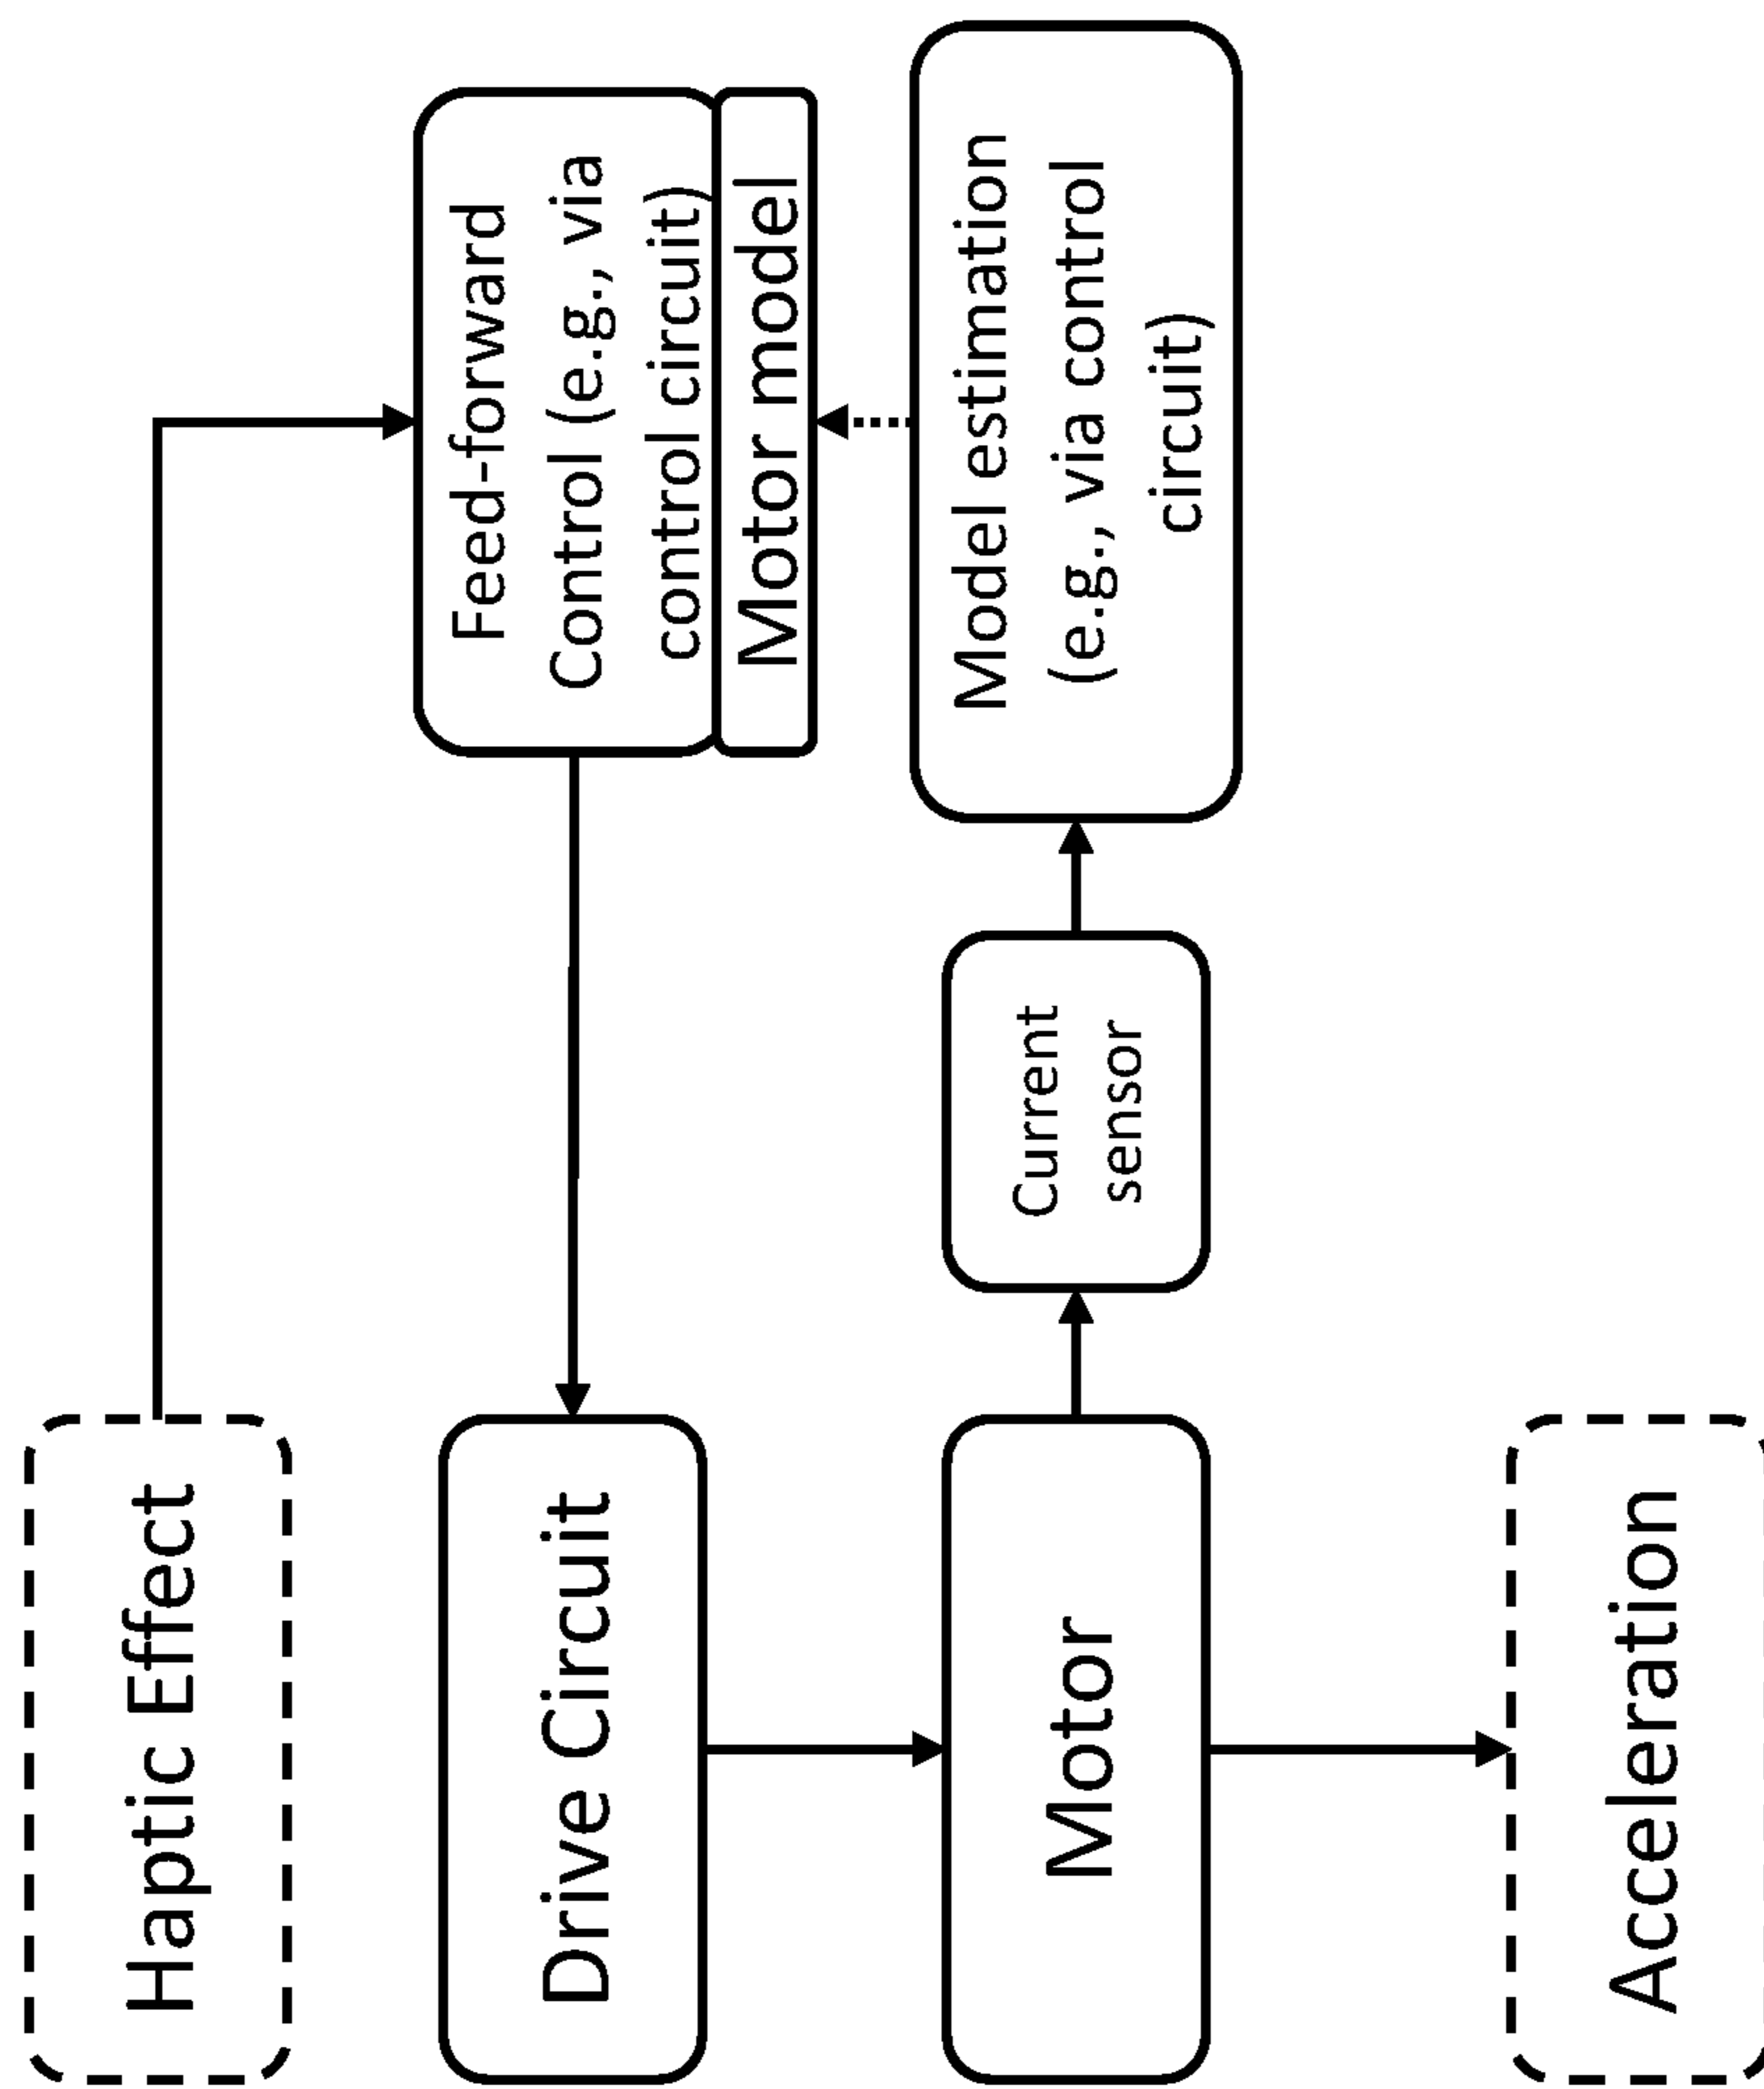 Haptic Effect
Feed-forward
Control (e.g., via
control circuit)
Motor model
Drive Circuit
Model estimation
(e.g., via control
circuit)
Current
sensor
Motor
Acceleration